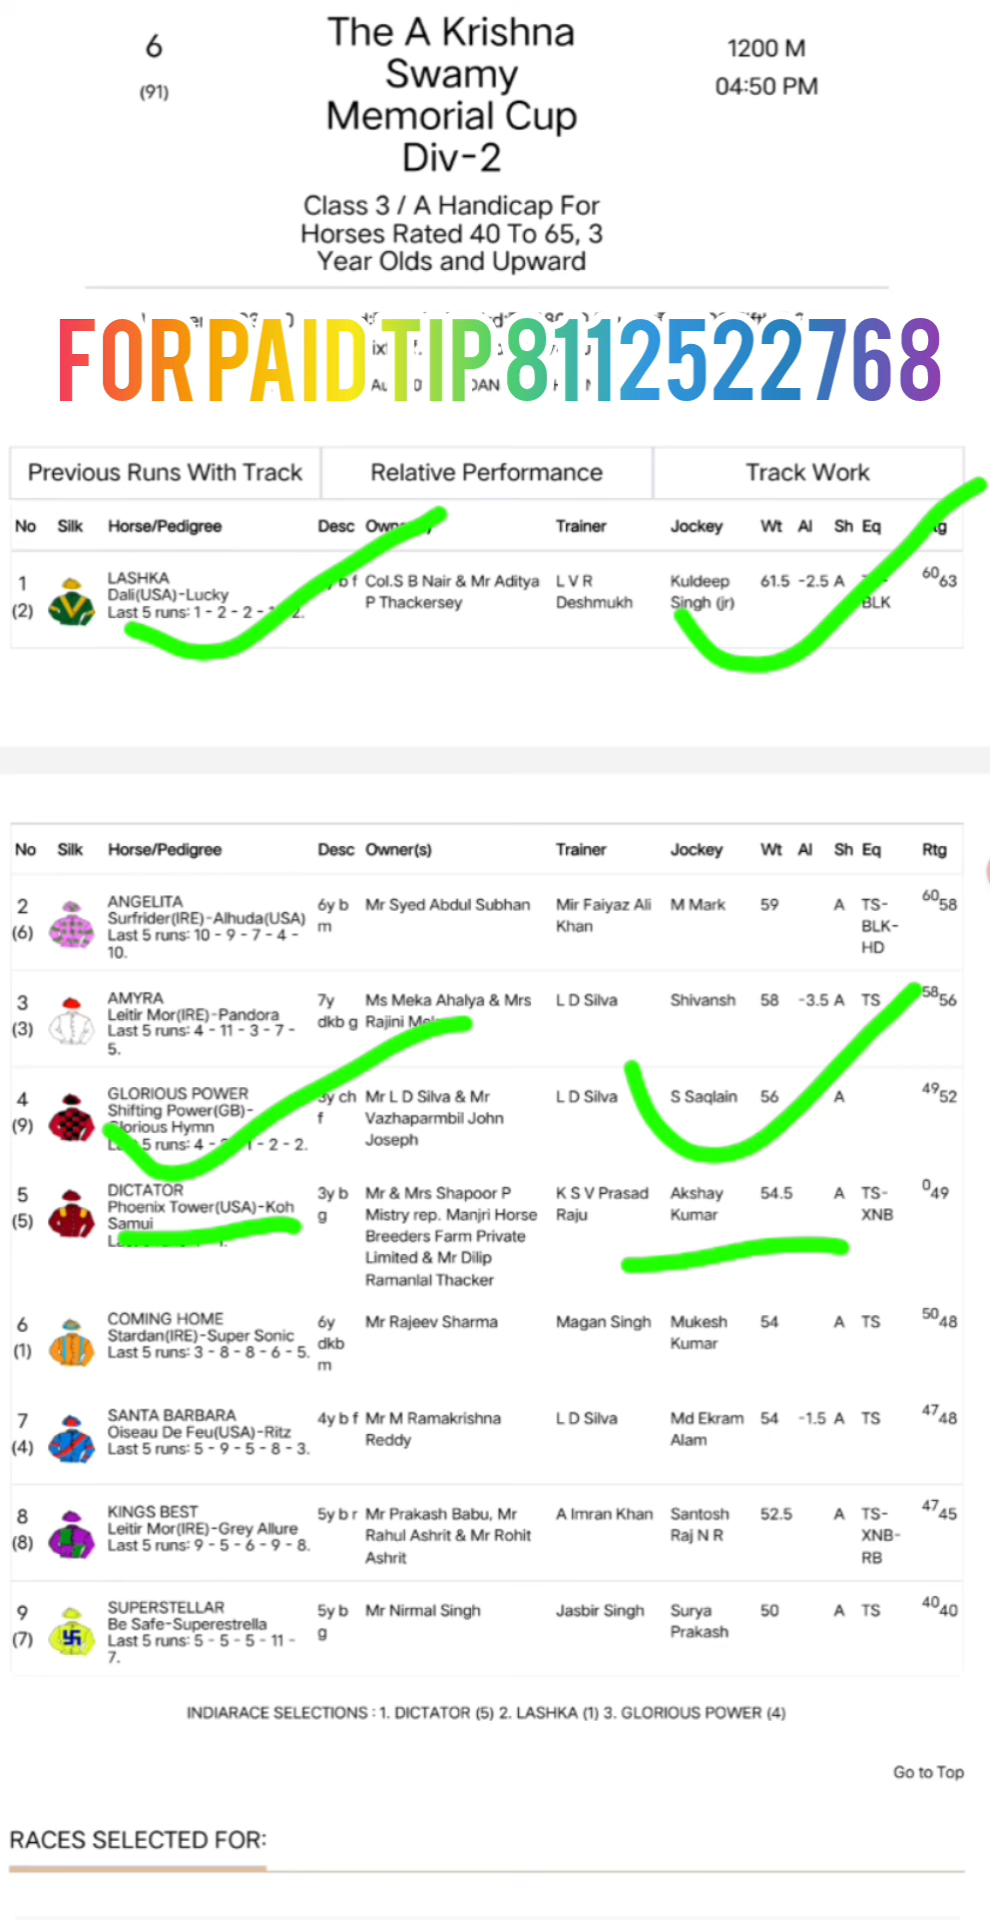 6
(91)
The A Krishna
Swamy
Memorial Cup
Div-2
1200 M
04:50 PM
Class 3 / A Handicap For
Horses Rated 40 To 65, 3
Year Olds and Upward
FOR PAID TIP 8112522768
Previous Runs With Track Relative Performance Track Work
No Silk Horse/Pedigree Desc Trainer Jockey Wt Al Sh Eq
1 LASHKA b f Col.S B Nair & Mr Aditya L V R Kuldeep 61.5 -2.5 A 60 63
(2) Dali(USA)-Lucky P Thackersey Deshmukh Singh (jr) BLK
Last 5 runs: 1 - 2 - 2 - 2.
No Silk Horse/Pedigree Desc Owner(s) Trainer Jockey Wt Al Sh Eq Rtg
2 ANGELITA 6y b Mr Syed Abdul Subhan Mir Faiyaz Ali M Mark 59 A TS- 60 58
(6) Surfrider(IRE)-Alhuda(USA) m Khan BLK-
Last 5 runs: 10 - 9 - 7 - 4 - HD
10.
3 AMYRA 7y Ms Meka Ahalya & Mrs L D Silva Shivansh 58 -3.5 A TS 58 56
(3) Leitir Mor(IRE)-Pandora dkb g Rajini
Last 5 runs: 4 - 11 - 3 - 7 -
5.
4 GLORIOUS POWER 3y ch Mr L D Silva & Mr L D Silva S Saqlain 56 A 49 52
(9) Shifting Power(GB)- f Vazhaparmbil John
Glorious Hymn Joseph
5 runs: 4 - - 2 - 2.
5 DICTATOR 3y b Mr & Mrs Shapoor P K S V Prasad Akshay 54.5 A TS- 0 49
(5) Phoenix Tower(USA)-Koh g Mistry rep. Manjri Horse Raju Kumar XNB
Samui Breeders Farm Private
Limited & Mr Dilip
Ramanlal Thacker
6 COMING HOME 6y Mr Rajeev Sharma Magan Singh Mukesh 54 A TS 50 48
(1) Stardan(IRE)-Super Sonic dkb Kumar
Last 5 runs: 3 - 8 - 8 - 6 - 5. m
7 SANTA BARBARA 4y b f Mr M Ramakrishna L D Silva Md Ekram 54 -1.5 A TS 47 48
(4) Oiseau De Feu(USA)-Ritz Reddy Alam
Last 5 runs: 5 - 9 - 5 - 8 - 3.
8 KINGS BEST 5y b r Mr Prakash Babu, Mr A Imran Khan Santosh 52.5 A TS- 47 45
(8) Leitir Mor(IRE)-Grey Allure Rahul Ashrit & Mr Rohit Raj N R XNB-
Last 5 runs: 9 - 5 - 6 - 9 - 8. Ashrit RB
9 SUPERSTELLAR 5y b Mr Nirmal Singh Jasbir Singh Surya 50 A TS 40 40
(7) Be Safe-Superestrella g Prakash
Last 5 runs: 5 - 5 - 5 - 11 -
7.
INDIARACE SELECTIONS : 1. DICTATOR (5) 2. LASHKA (1) 3. GLORIOUS POWER (4)
Go to Top
RACES SELECTED FOR: